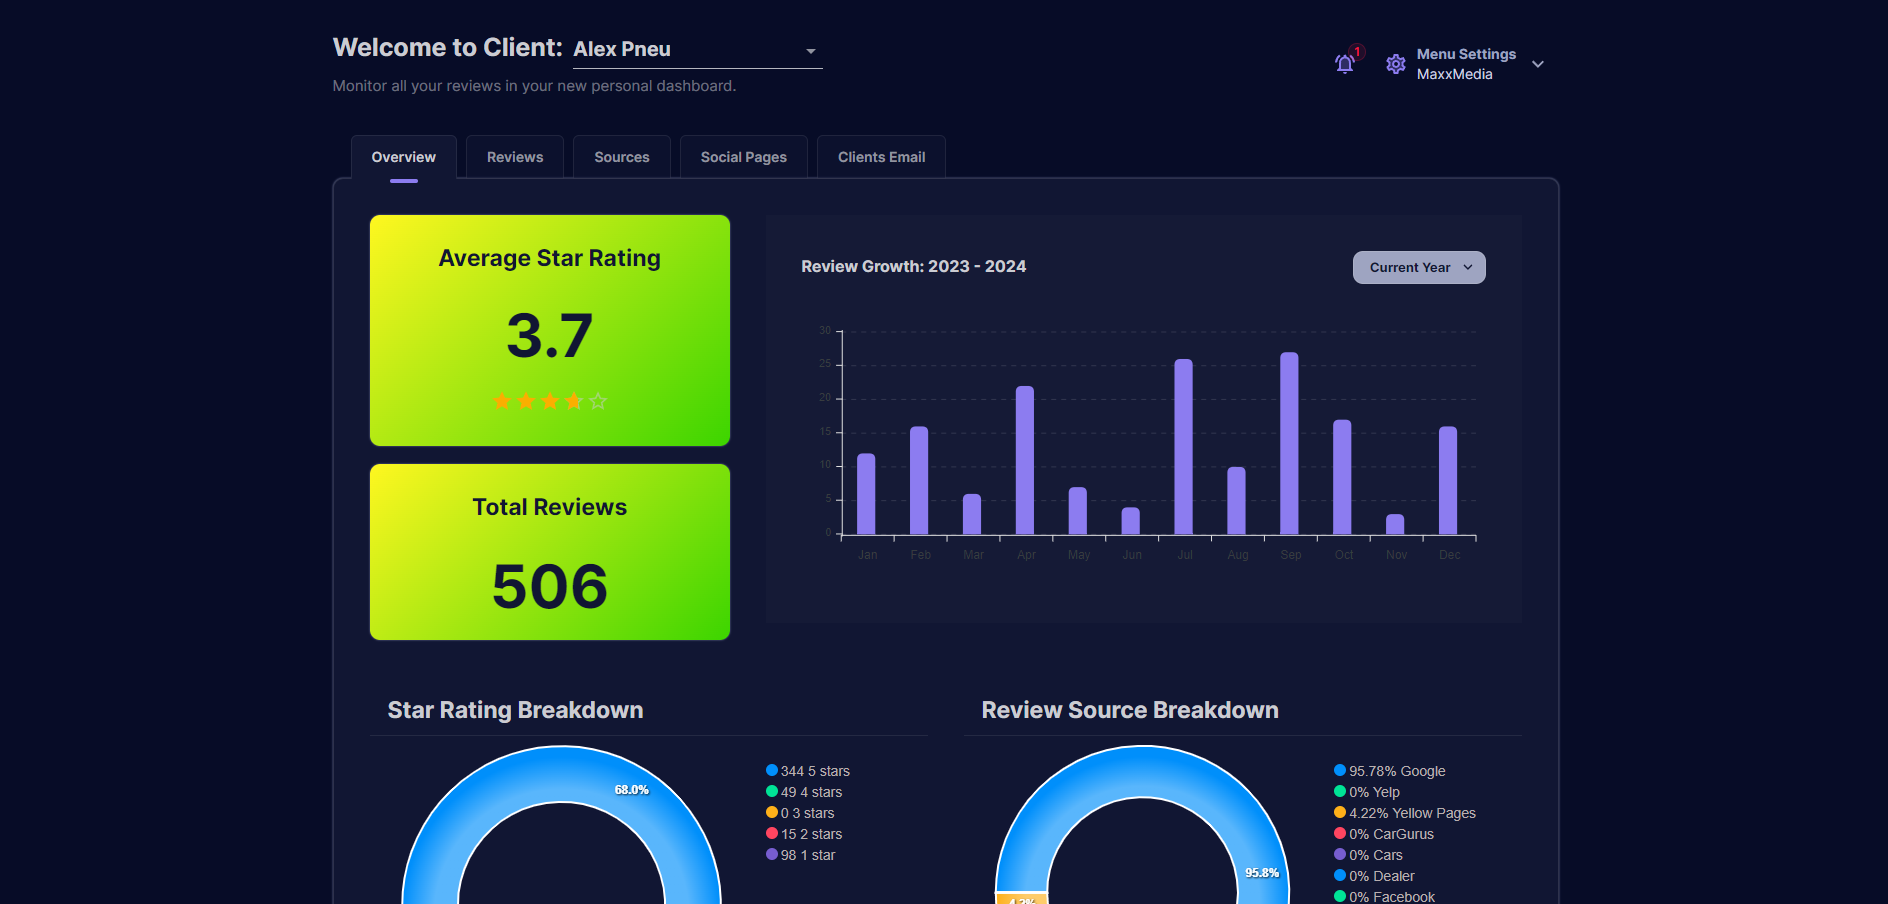 Welcome to Client: Alex Pneu
Monitor all your reviews in your new personal dashboard.
1
Menu Settings
MaxxMedia
Overview
Reviews
Sources
Social Pages
Clients Email
Average Star Rating
3.7
Total Reviews
506
Review Growth: 2023 - 2024
Current Year
30
25
20
15
10
5
0
Jan Feb Mar Apr May Jun Jul Aug Sep Oct Nov Dec
Star Rating Breakdown
68.0%
344 5 stars
49 4 stars
0 3 stars
15 2 stars
98 1 star
Review Source Breakdown
95.8%
4.2%
95.78% Google
0% Yelp
4.22% Yellow Pages
0% CarGurus
0% Cars
0% Dealer
0% Facebook